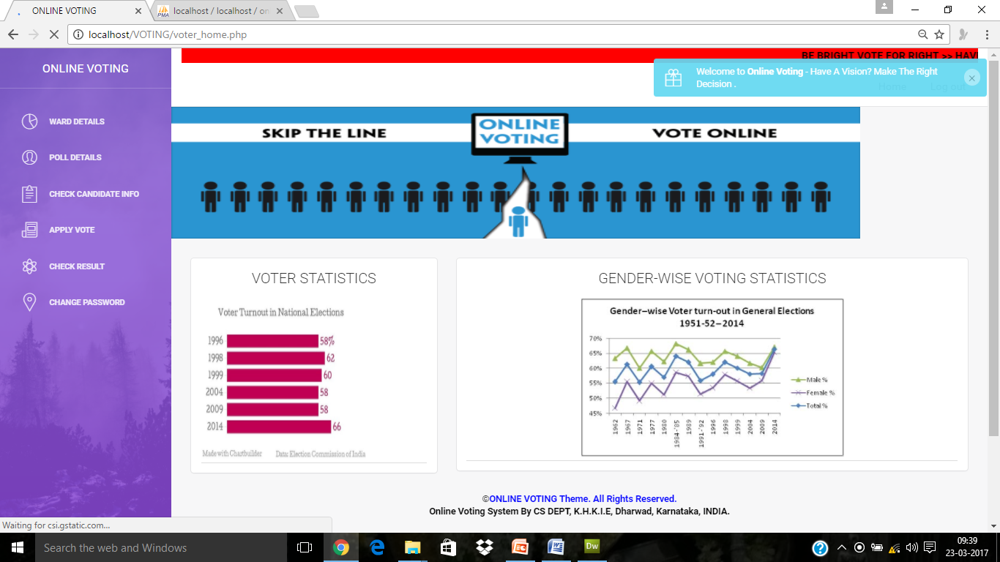 ONLINE VOTING
localhost / localhost / on
localhost/VOTING/voter_home.php
ONLINE VOTING
BE BRIGHT VOTE FOR RIGHT >> HAVI
Welcome to Online Voting - Have A Vision? Make The Right
Decision .
Home Log out
WARD DETAILS
POLL DETAILS
CHECK CANDIDATE INFO
APPLY VOTE
CHECK RESULT
CHANGE PASSWORD
SKIP THE LINE
ONLINE
VOTING
VOTE ONLINE
VOTER STATISTICS
Voter Turnout in National Elections
1996 58%
1998 62
1999 60
2004 58
2009 58
2014 66
Made with Chartbuilder Data: Election Commission of India
GENDER-WISE VOTING STATISTICS
Gender–wise Voter turn-out in General Elections
1951-52–2014
70%
65%
60%
55%
50%
45%
1962 1967 1971 1977 1980 1984-'85 1989 1991-'92 1996 1998 1999 2004 2009 2014
Male %
Female %
Total %
©ONLINE VOTING Theme. All Rights Reserved.
Online Voting System By CS DEPT, K.H.K.I.E, Dharwad, Karnataka, INDIA.
Waiting for csi.gstatic.com...
Search the web and Windows
Dw
09:39
23-03-2017